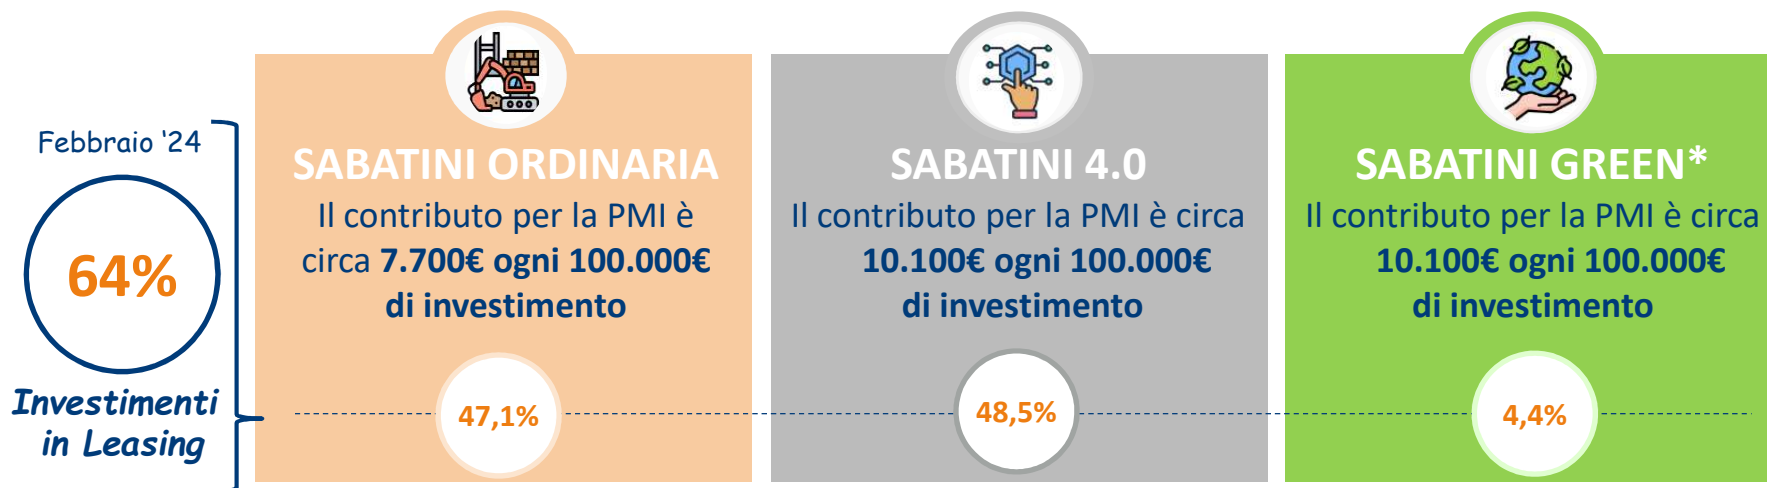 Febbraio '24
64%
Investimenti
in Leasing
SABATINI ORDINARIA
Il contributo per la PMI è
circa 7.700€ ogni 100.000€
di investimento
47,1%
SABATINI 4.0
Il contributo per la PMI è circa
10.100€ ogni 100.000€
di investimento
48,5%
SABATINI GREEN*
Il contributo per la PMI è circa
10.100€ ogni 100.000€
di investimento
4,4%